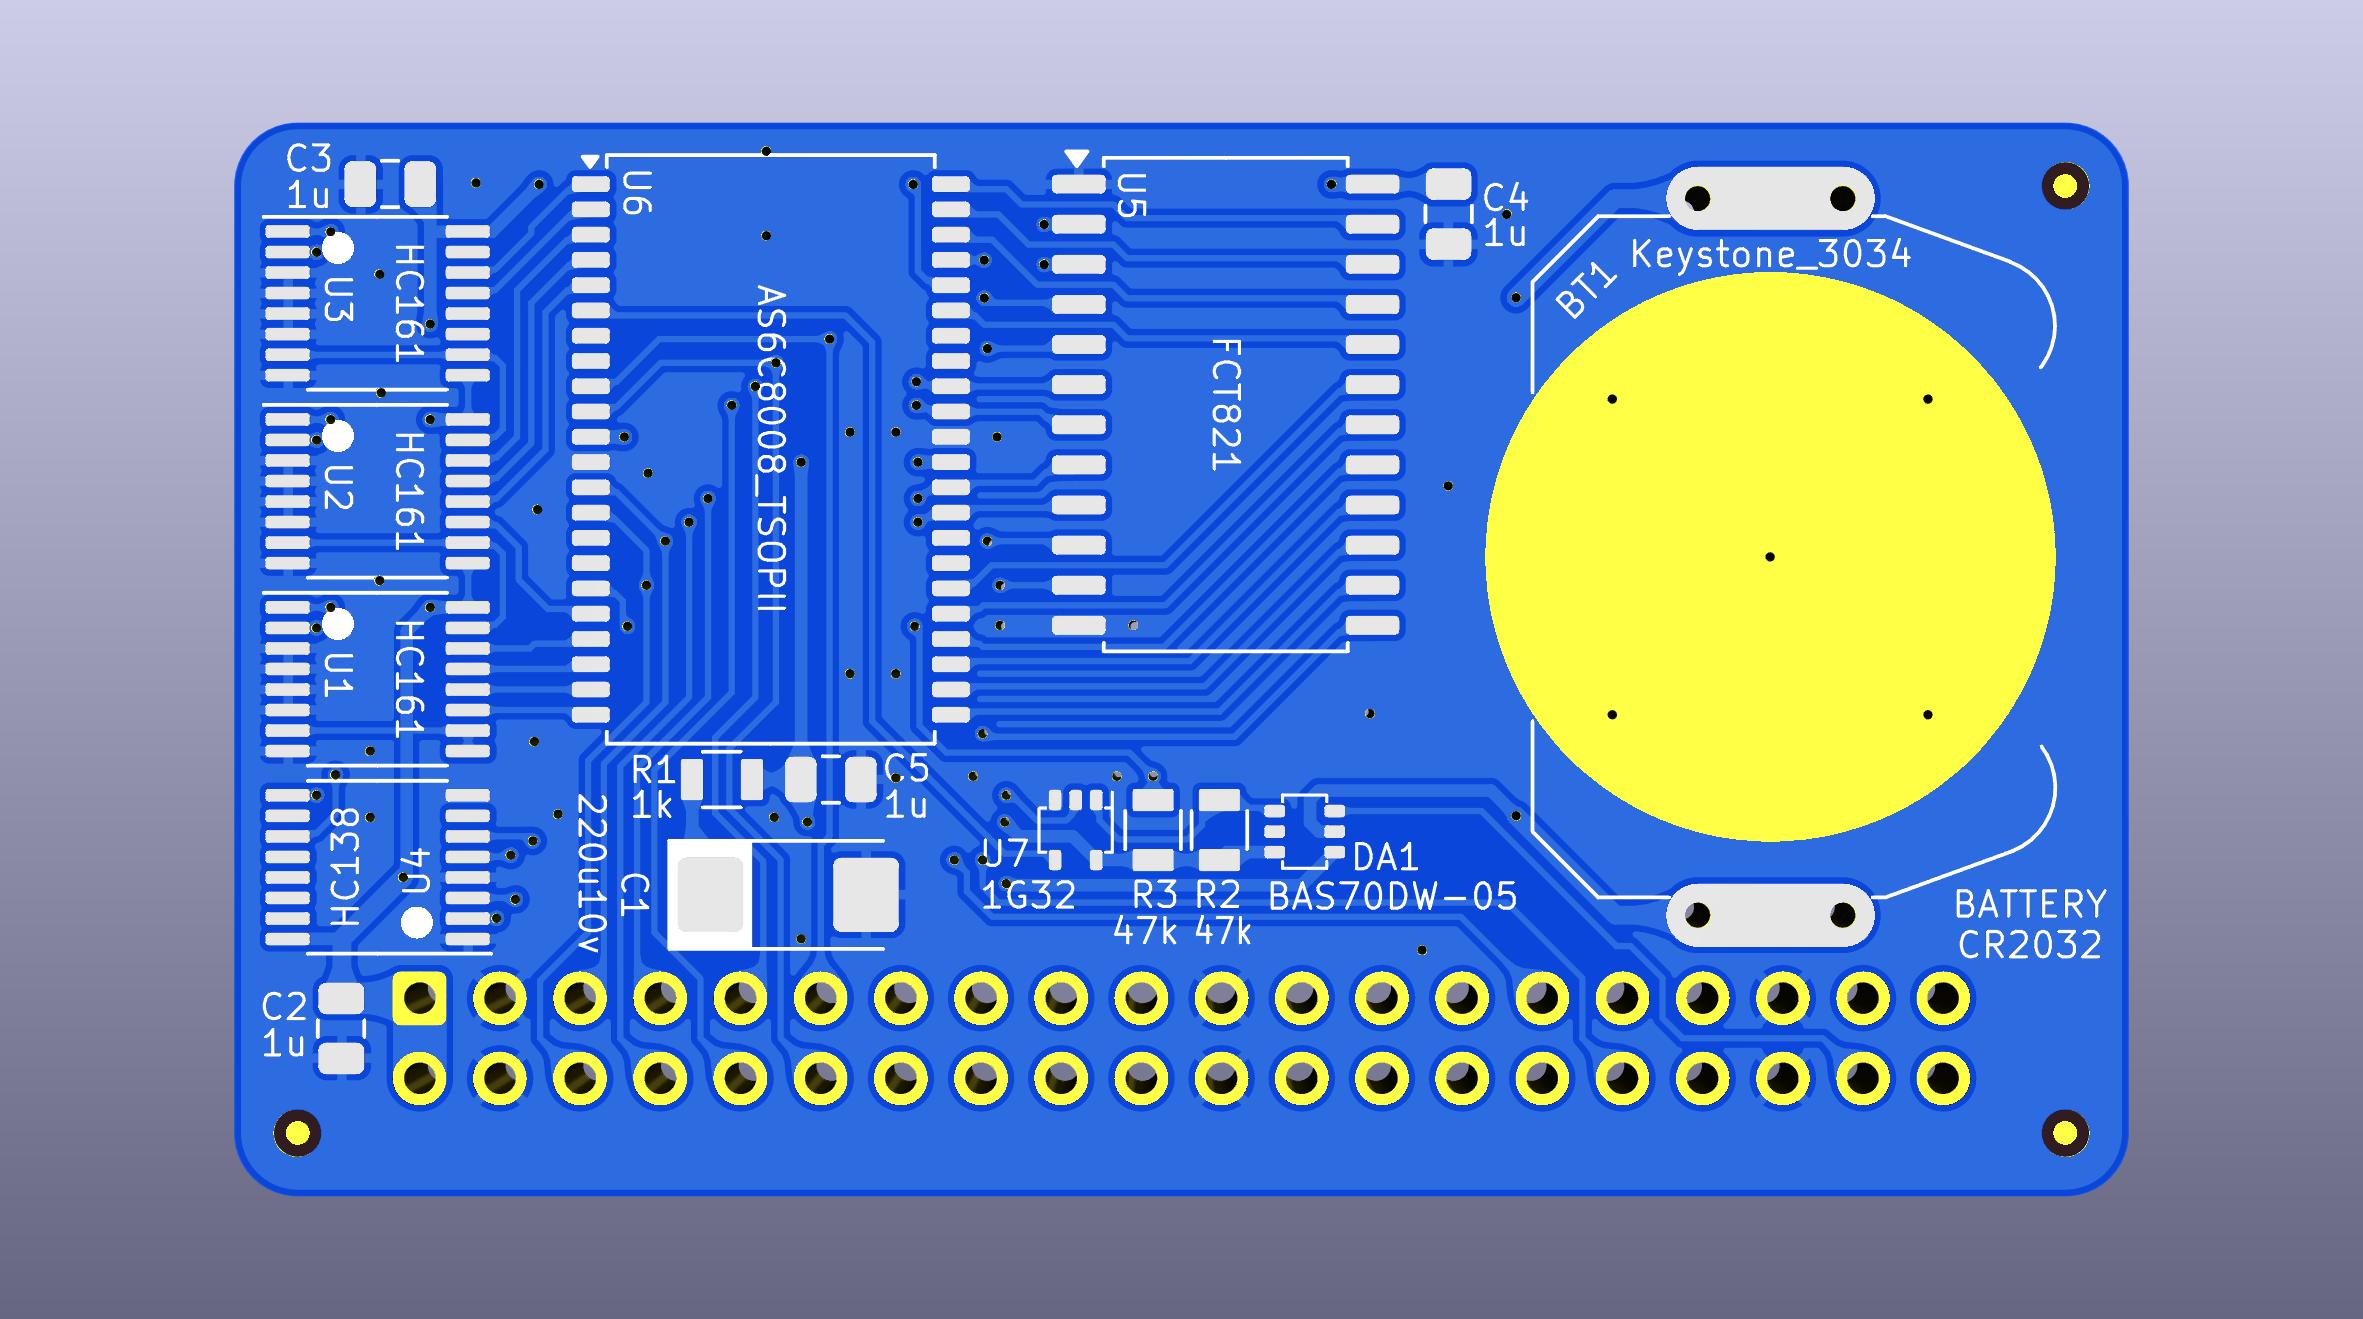 C3
1u
U3
HC161
U2
HC161
U1
HC161
HC138
U4
C2
1u
U6
AS6C8008_TSOPII
R1
1k
C5
1u
220u10v
C1
U5
FCT821
C4
1u
Keystone_3034
BT1
U7
1G32
R3
47k
R2
47k
DA1
BAS70DW-05
BATTERY
CR2032